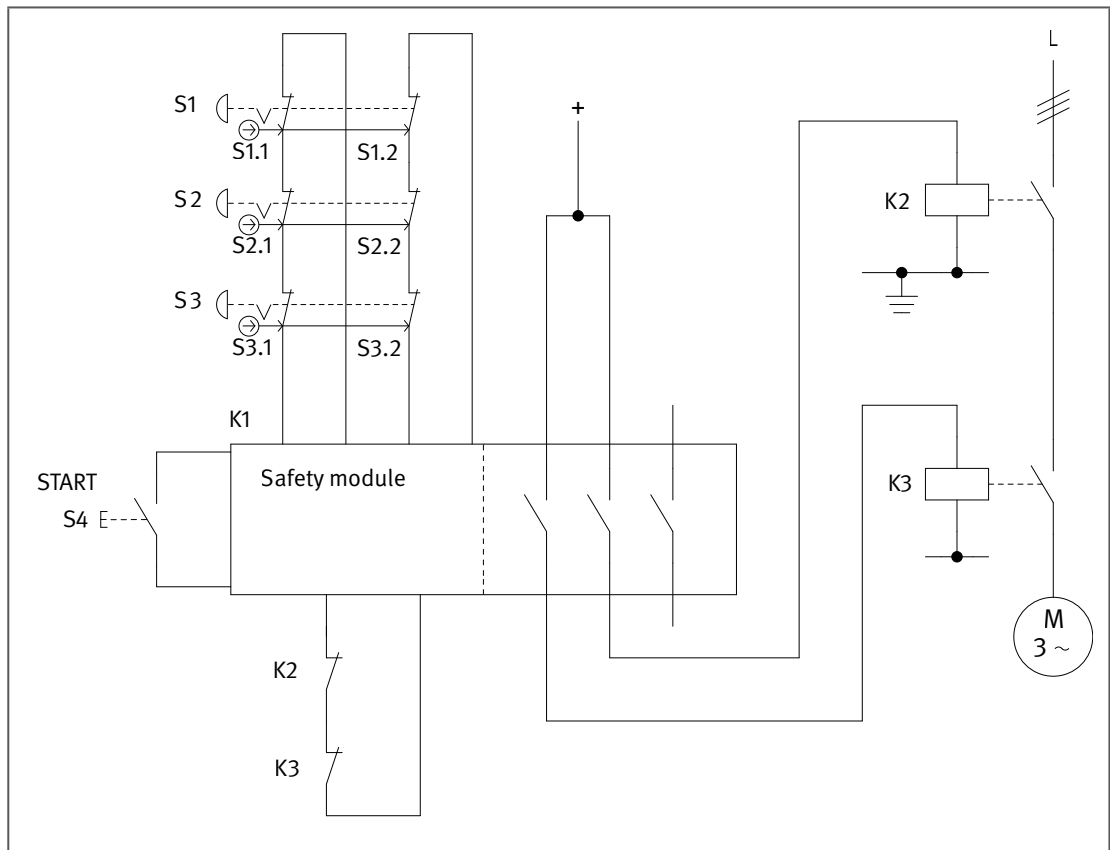 L
S1
+
S1.1
S1.2
S2
K2
S2.1
S2.2
S3
S3.1
S3.2
K1
START
Safety module
K3
S4
M
3 ~
K2
K3